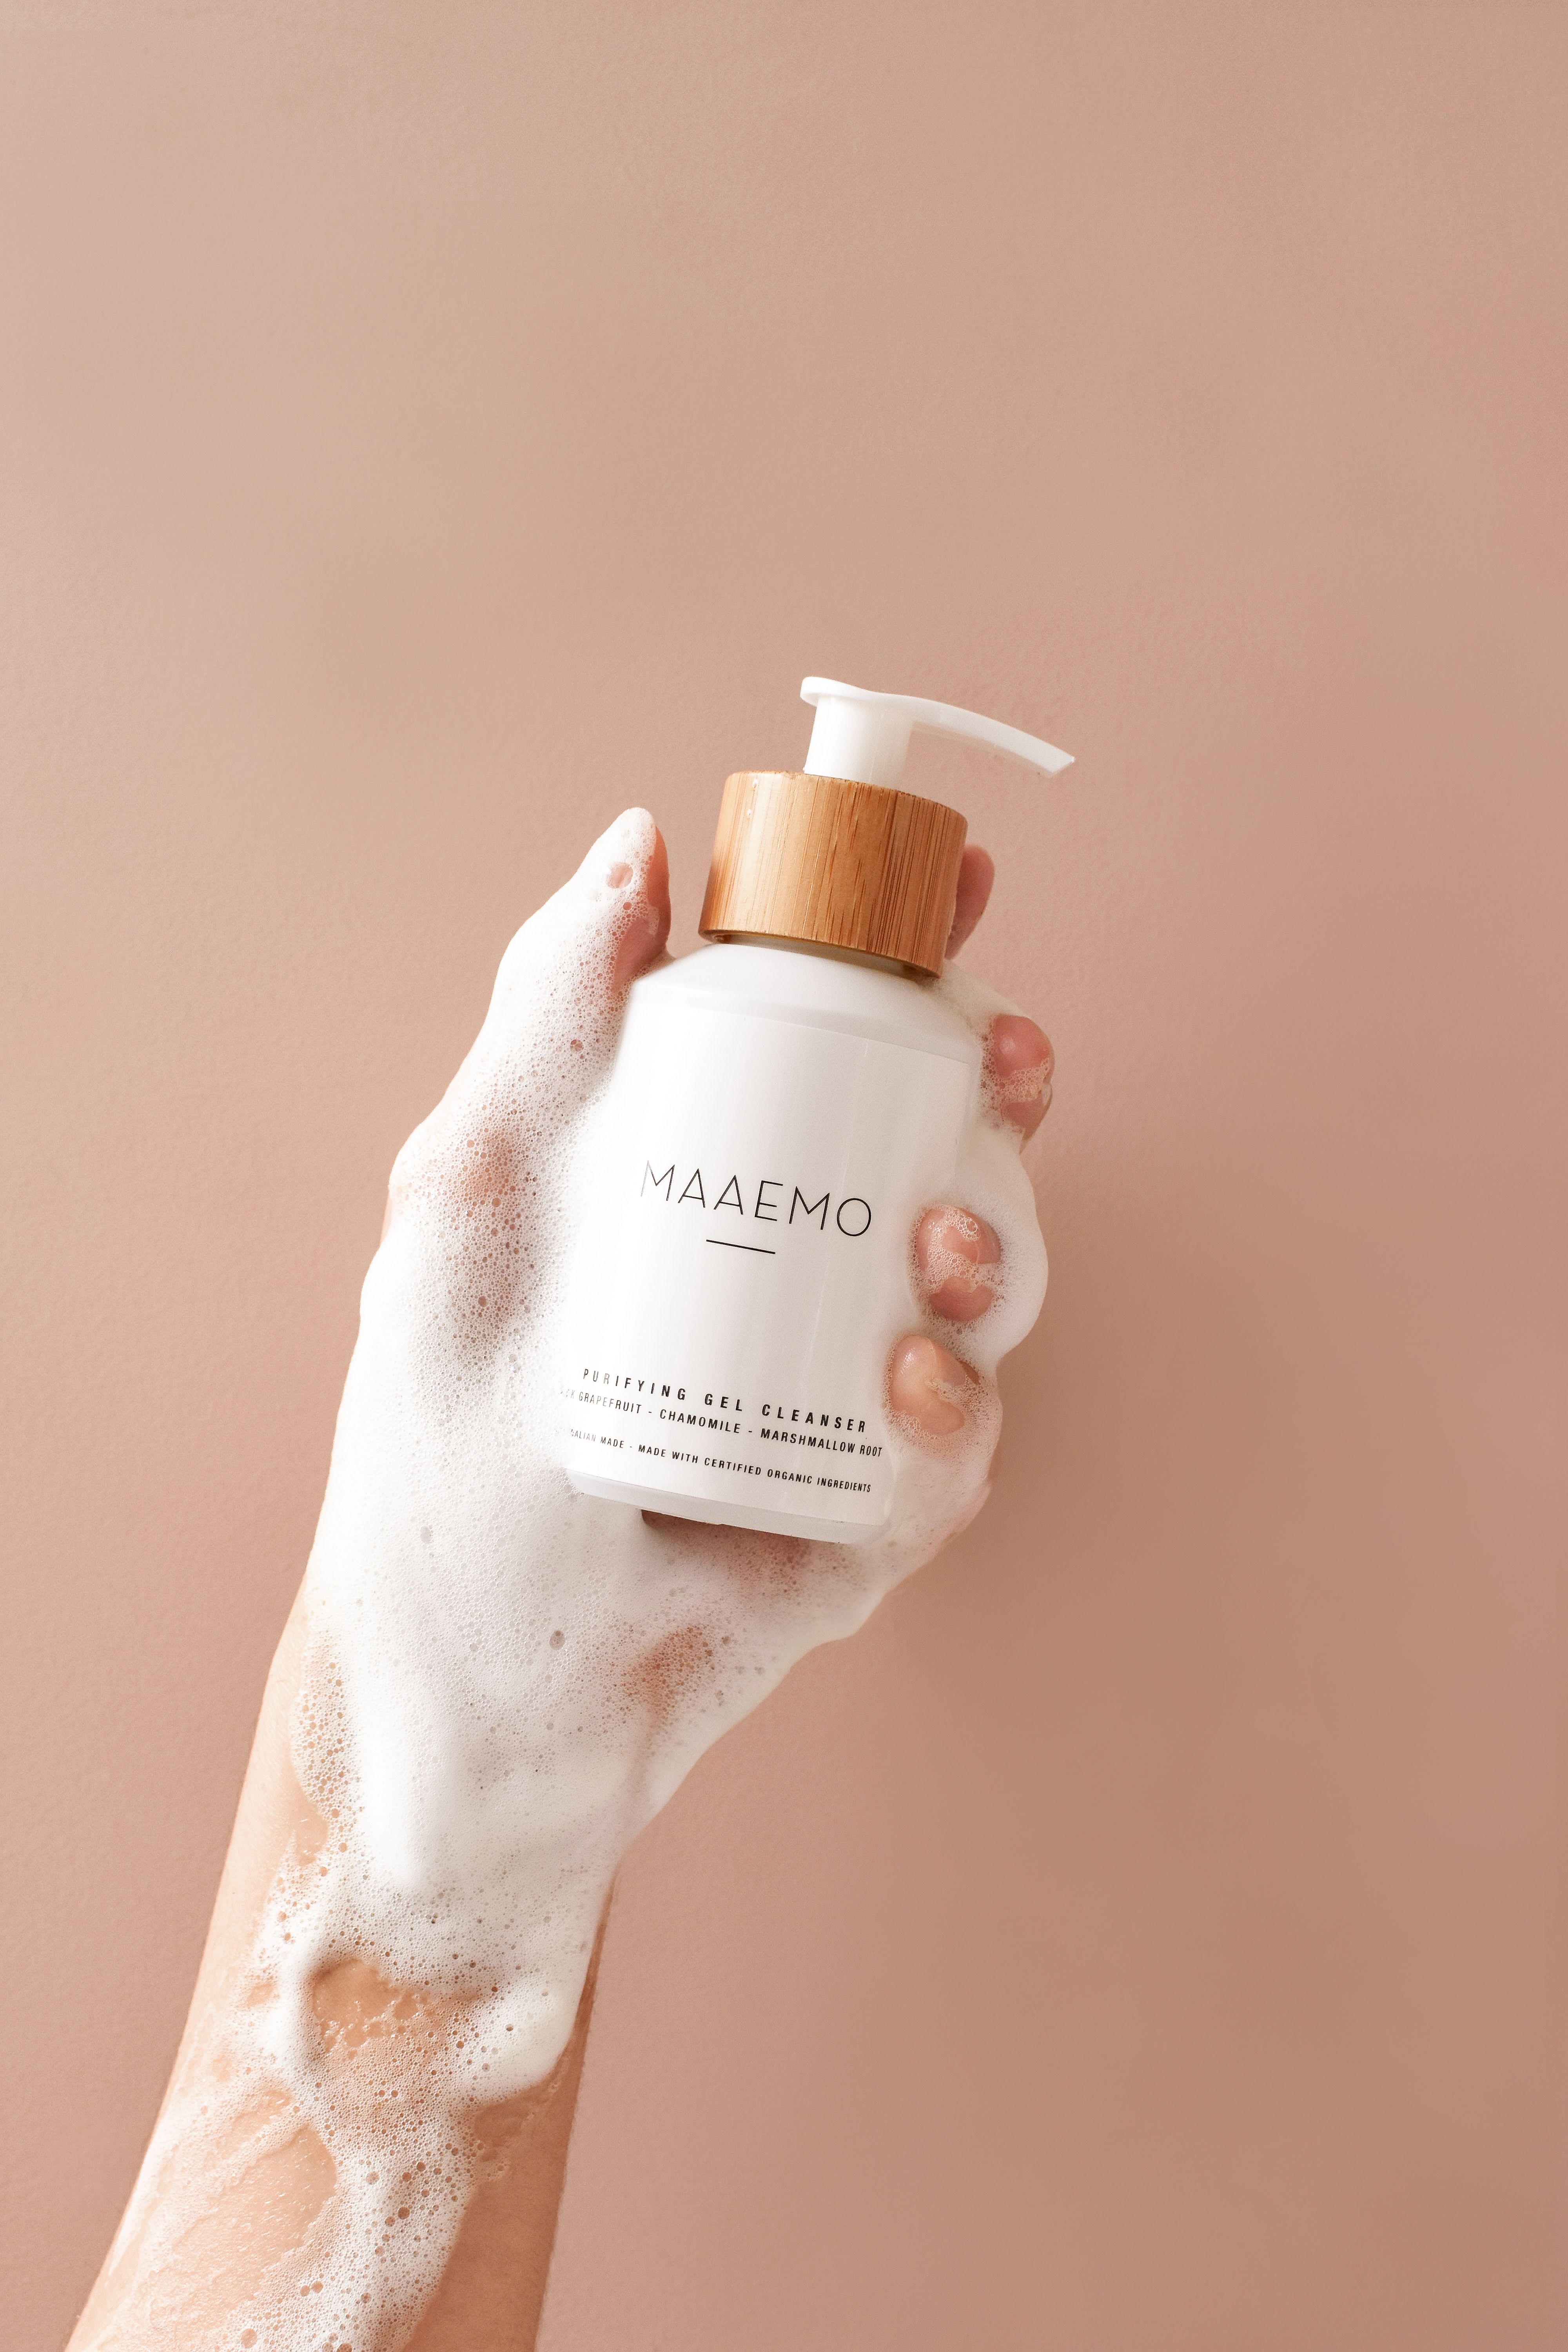 MAAEMO
PURIFYING GEL CLEANSER
GRAPEFRUIT - CHAMOMILE - MARSHMALLOW ROOT
MADE - MADE WITH CERTIFIED ORGANIC INGREDIENTS